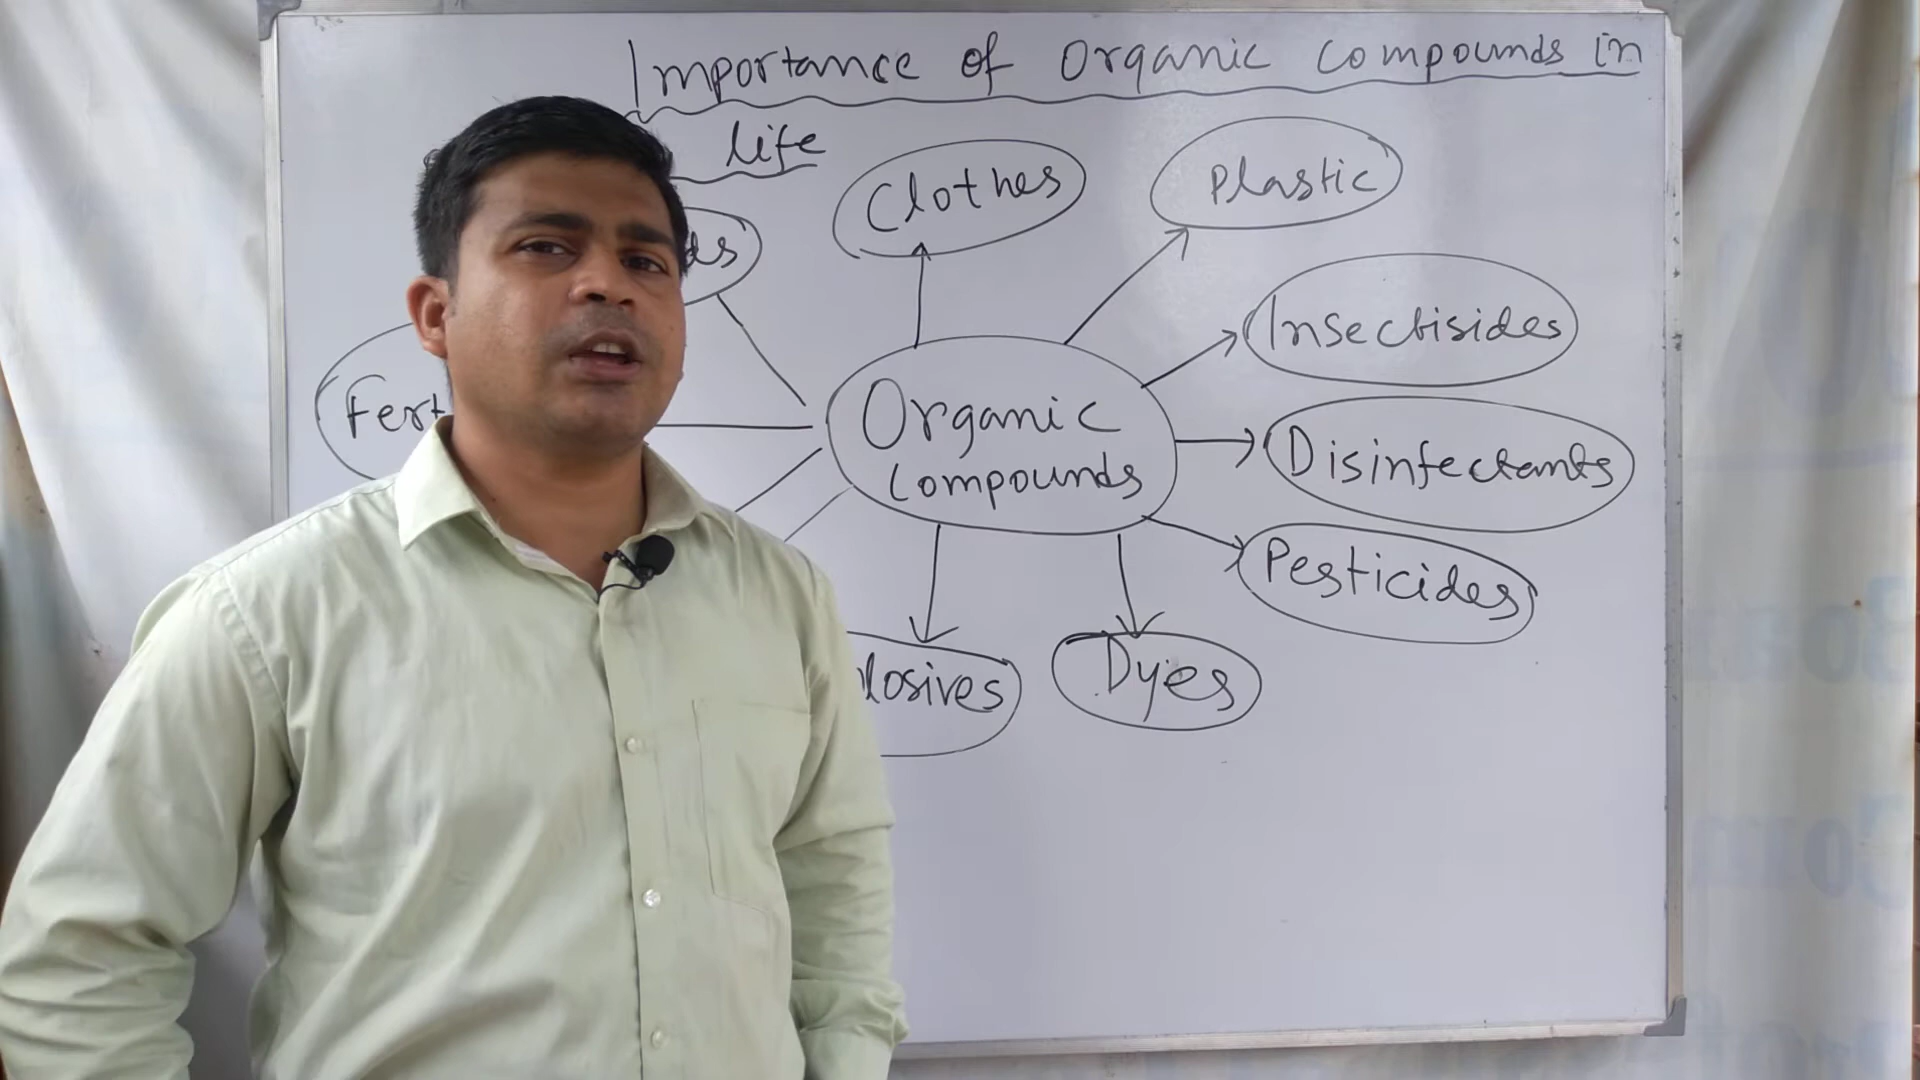 Importance of Organic Compounds in
life
Clothes
Plastic
Insectisides
Organic
Compounds
Disinfectants
Pesticides
Dyes